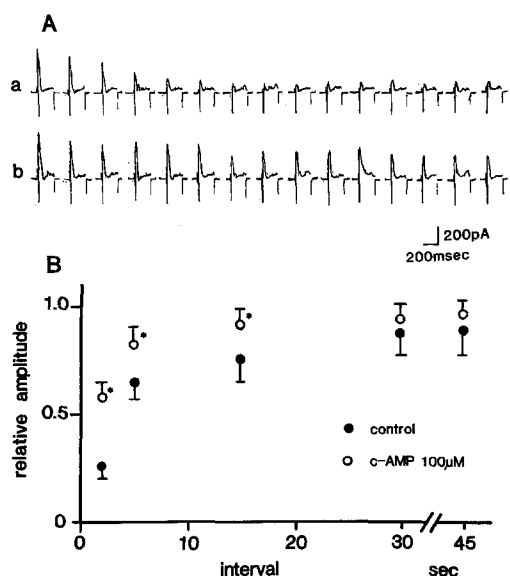 A
a
b
200pA
200msec
B
1.0
0.5
0
relative amplitude
* * *
● control
○ c-AMP 100µM
0 10 20 30 45
interval sec